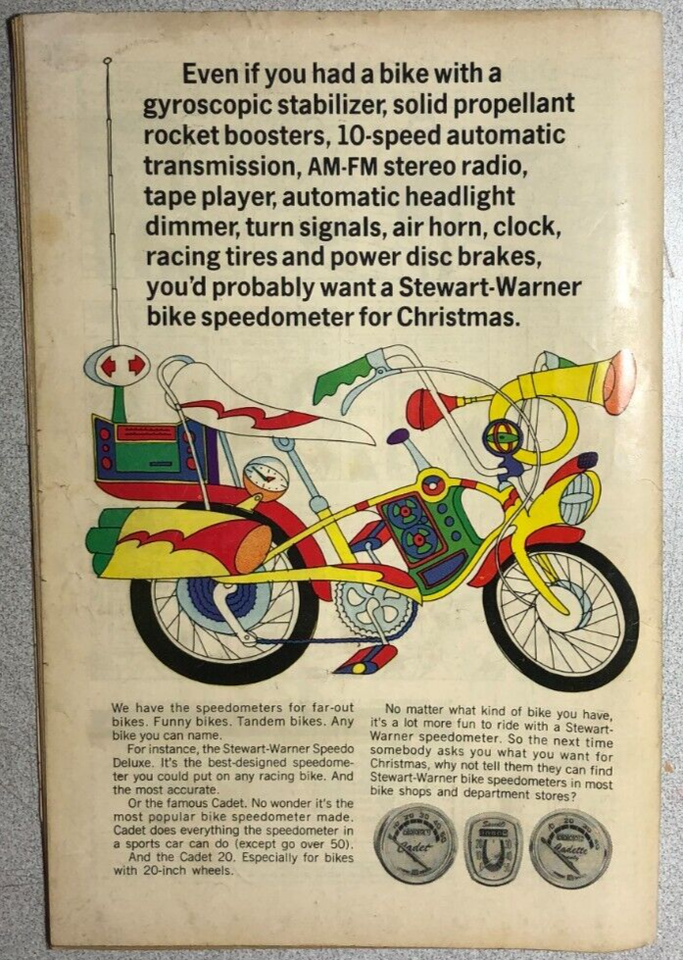 Even if you had a bike with a
gyroscopic stabilizer, solid propellant
rocket boosters, 10-speed automatic
transmission, AM-FM stereo radio,
tape player, automatic headlight
dimmer, turn signals, air horn, clock,
racing tires and power disc brakes,
you'd probably want a Stewart-Warner
bike speedometer for Christmas.
We have the speedometers for far-out
bikes. Funny bikes. Tandem bikes. Any
bike you can name.
For instance, the Stewart-Warner Speedo
Deluxe. It's the best-designed speedome-
ter you could put on any racing bike. And
the most accurate.
Or the famous Cadet. No wonder it's the
most popular bike speedometer made.
Cadet does everything the speedometer in
a sports car can do (except go over 50).
And the Cadet 20. Especially for bikes
with 20-inch wheels.
No matter what kind of bike you have,
it's a lot more fun to ride with a Stewart-
Warner speedometer. So the next time
somebody asks you what you want for
Christmas, why not tell them they can find
Stewart-Warner bike speedometers in most
bike shops and department stores?
Cadet